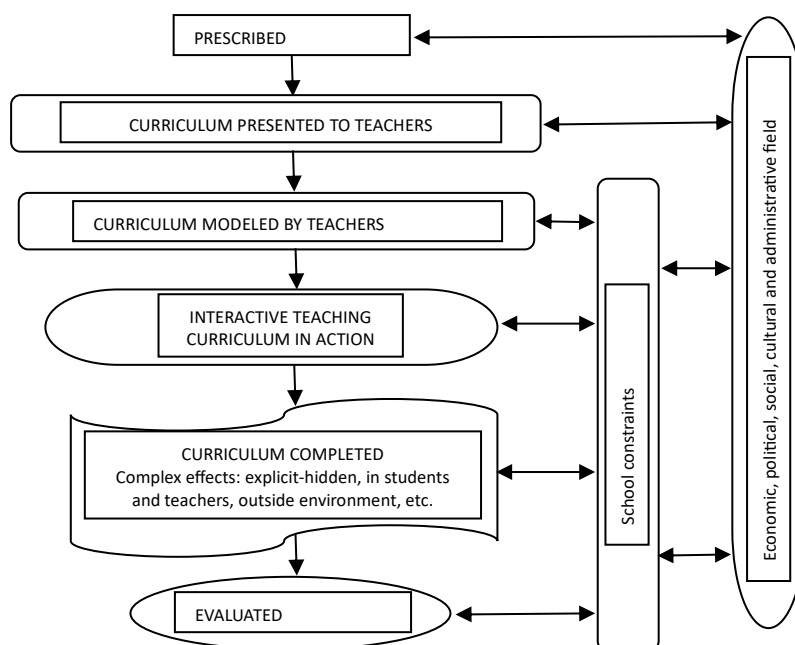 PRESCRIBED
CURRICULUM PRESENTED TO TEACHERS
CURRICULUM MODELED BY TEACHERS
INTERACTIVE TEACHING
CURRICULUM IN ACTION
CURRICULUM COMPLETED
Complex effects: explicit-hidden, in students
and teachers, outside environment, etc.
EVALUATED
School constraints
Economic, political, social, cultural and administrative field